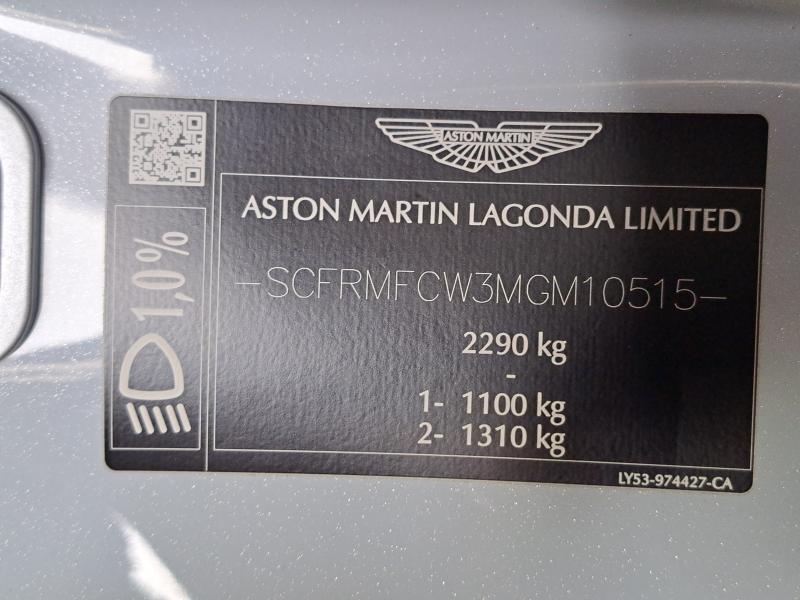 ASTON MARTIN
ASTON MARTIN LAGONDA LIMITED
-SCFRMFCW3MGM10515-
2290 kg
-
1- 1100 kg
2- 1310 kg
1,0%
LY53-974427-CA